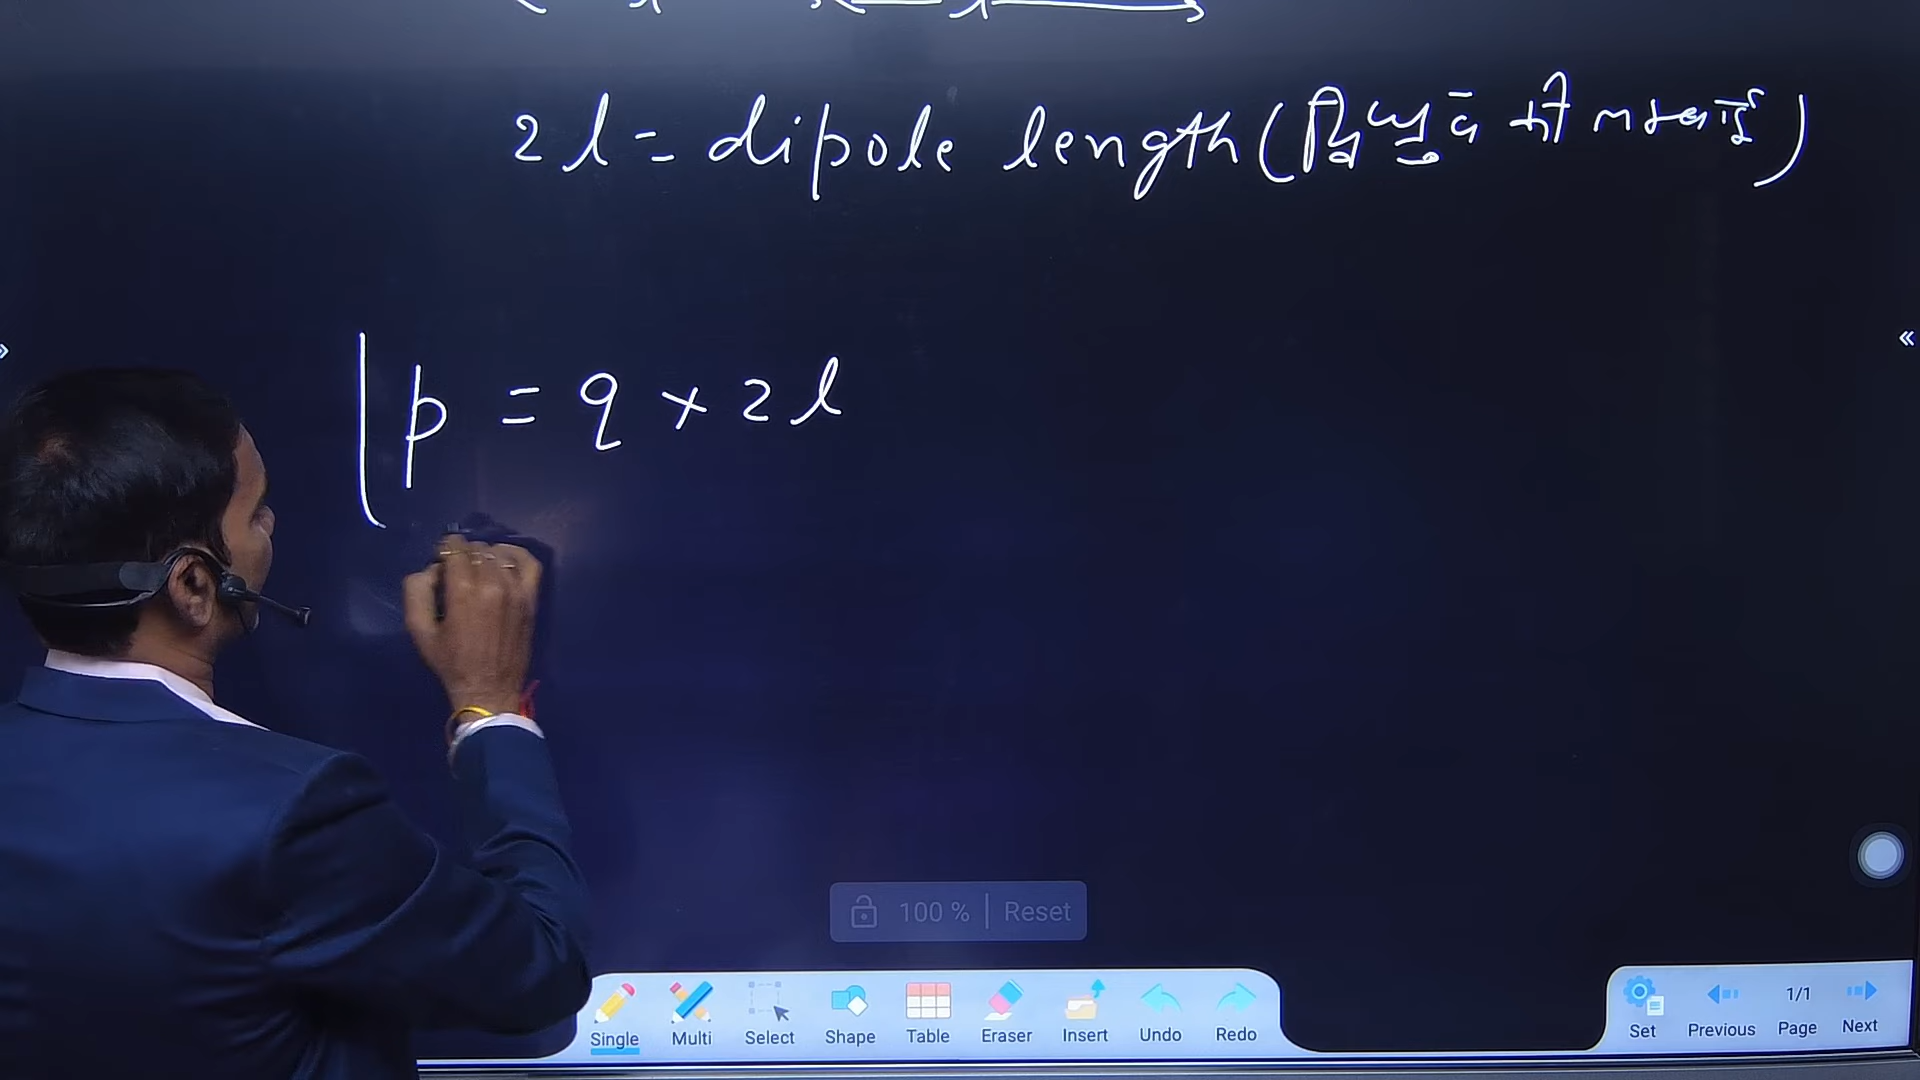 2l = dipole length (द्विध्रुव की लम्बाई)
p = q × 2l
100 % | Reset
Single Multi Select Shape Table Eraser Insert Undo Redo Set Previous 1/1 Page Next